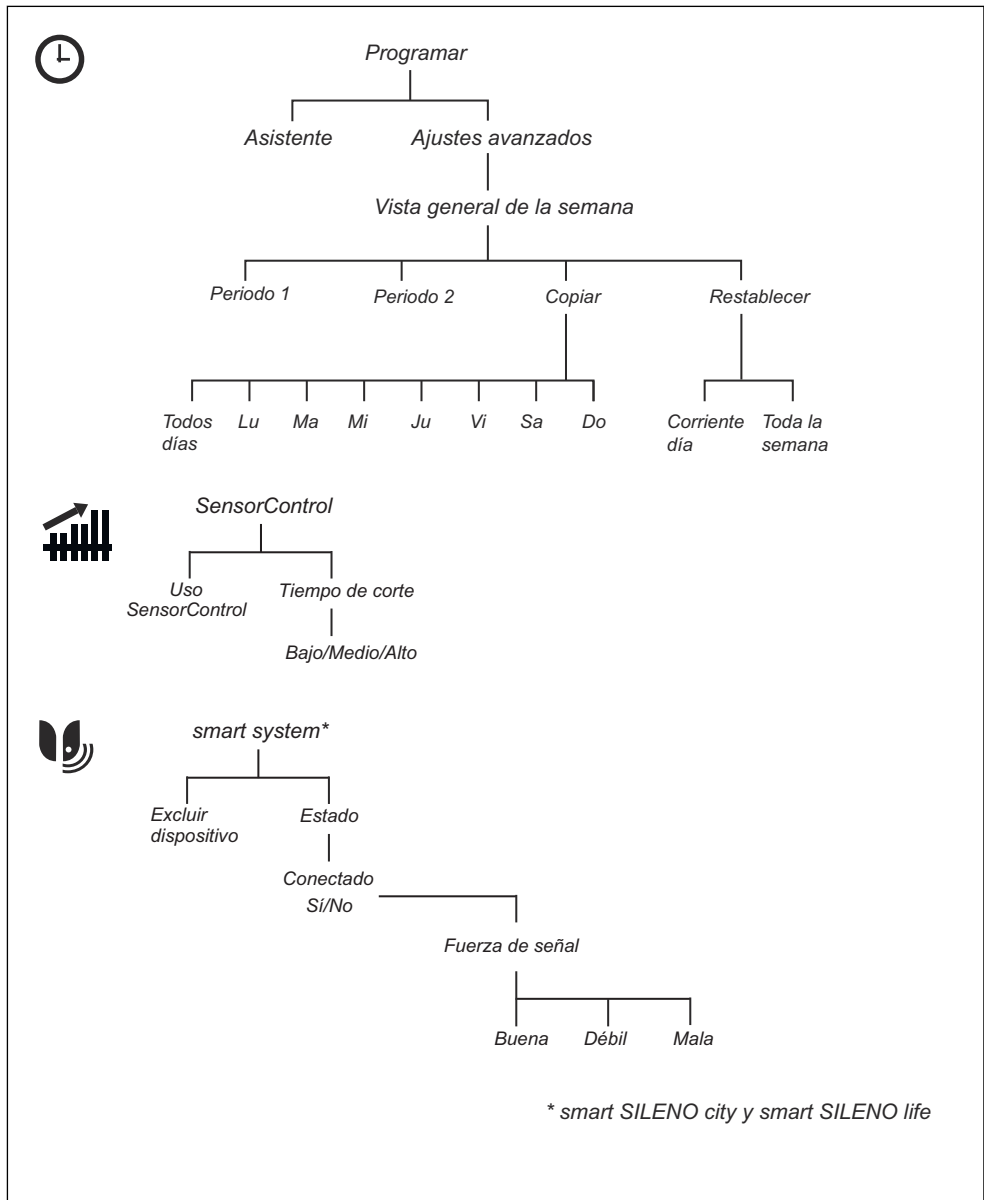 Programar
Asistente
Ajustes avanzados
Vista general de la semana
Periodo 1
Periodo 2
Copiar
Restablecer
Todos
días
Lu
Ma
Mi
Ju
Vi
Sa
Do
Corriente
día
Toda la
semana
SensorControl
Uso
SensorControl
Tiempo de corte
Bajo/Medio/Alto
smart system*
Excluir
dispositivo
Estado
Conectado
Sí/No
Fuerza de señal
Buena
Débil
Mala
* smart SILENO city y smart SILENO life